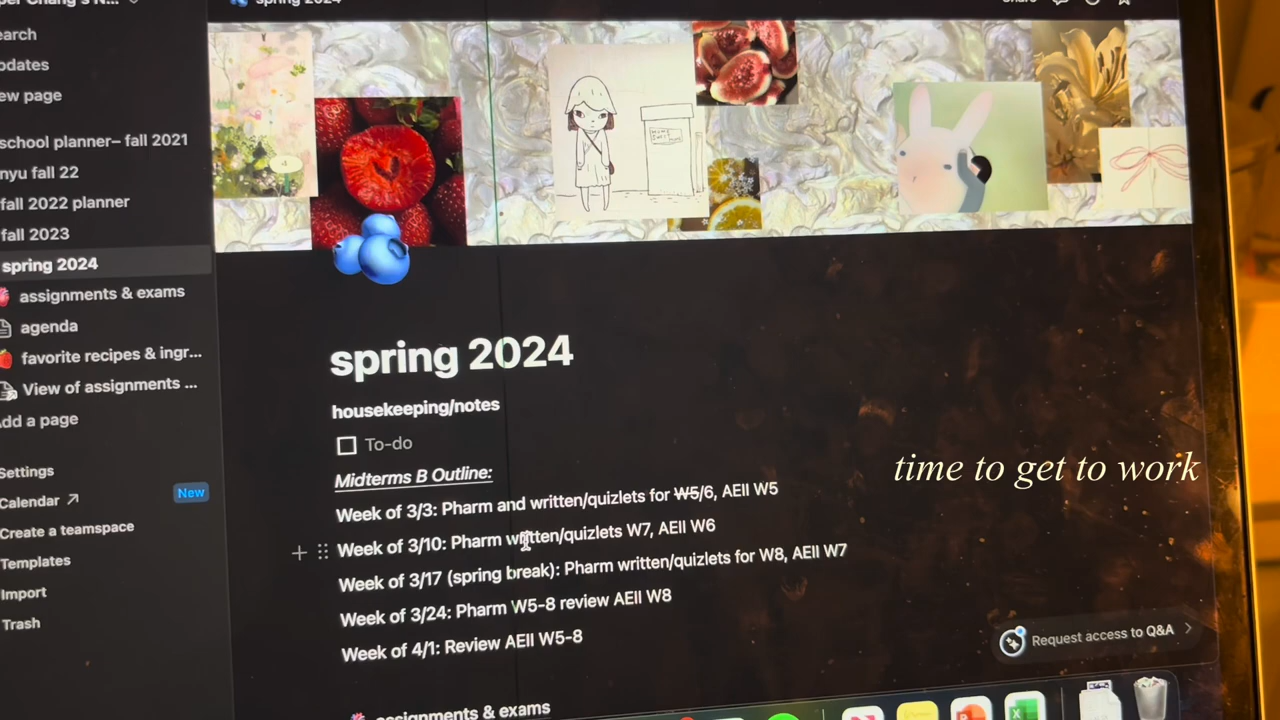 spring 2024
updates
school planner– fall 2021
nyu fall 22
fall 2022 planner
fall 2023
spring 2024
assignments & exams
agenda
favorite recipes & ingr...
View of assignments ...
Add a page
Settings
Calendar ↗ New
Create a teamspace
Templates
Import
Trash
spring 2024
housekeeping/notes
To-do
Midterms B Outline:
Week of 3/3: Pharm and written/quizlets for W5/6, AEII W5
Week of 3/10: Pharm written/quizlets W7, AEII W6
Week of 3/17 (spring break): Pharm written/quizlets for W8, AEII W7
Week of 3/24: Pharm W5-8 review AEII W8
Week of 4/1: Review AEII W5-8
assignments & exams
Request access to Q&A
time to get to work